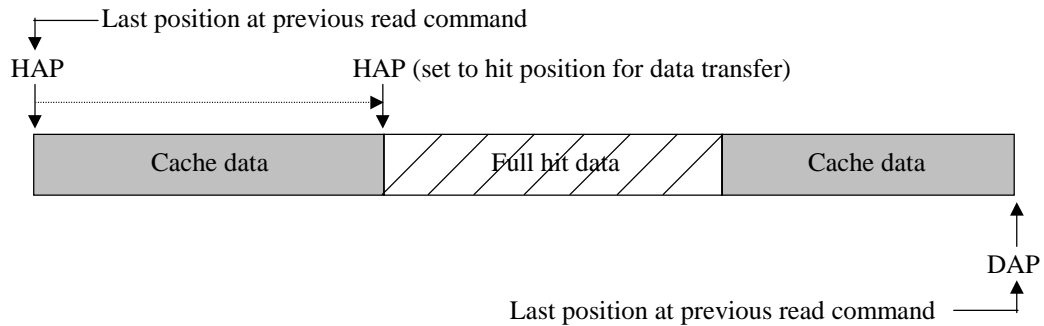 Last position at previous read command
HAP
HAP (set to hit position for data transfer)
Cache data
Full hit data
Cache data
DAP
Last position at previous read command